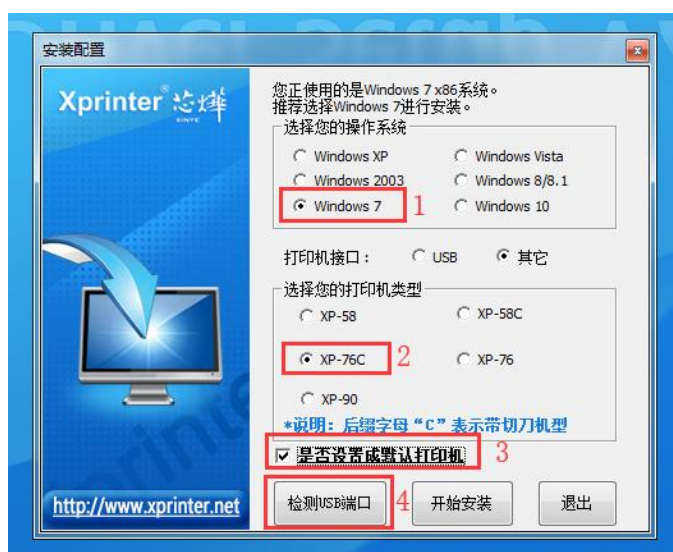 安装配置
Xprinter® 芯烨
XINYE
您正使用的是Windows 7 x86系统。
推荐选择Windows 7进行安装。
选择您的操作系统
Windows XP
Windows Vista
Windows 2003
Windows 8/8.1
Windows 7
1
Windows 10
打印机接口：
USB
其它
选择您的打印机类型
XP-58
XP-58C
XP-76C
2
XP-76
XP-90
*说明：后缀字母“C”表示带切刀机型
是否设置成默认打印机
3
http://www.xprinter.net
检测USB端口
4
开始安装
退出